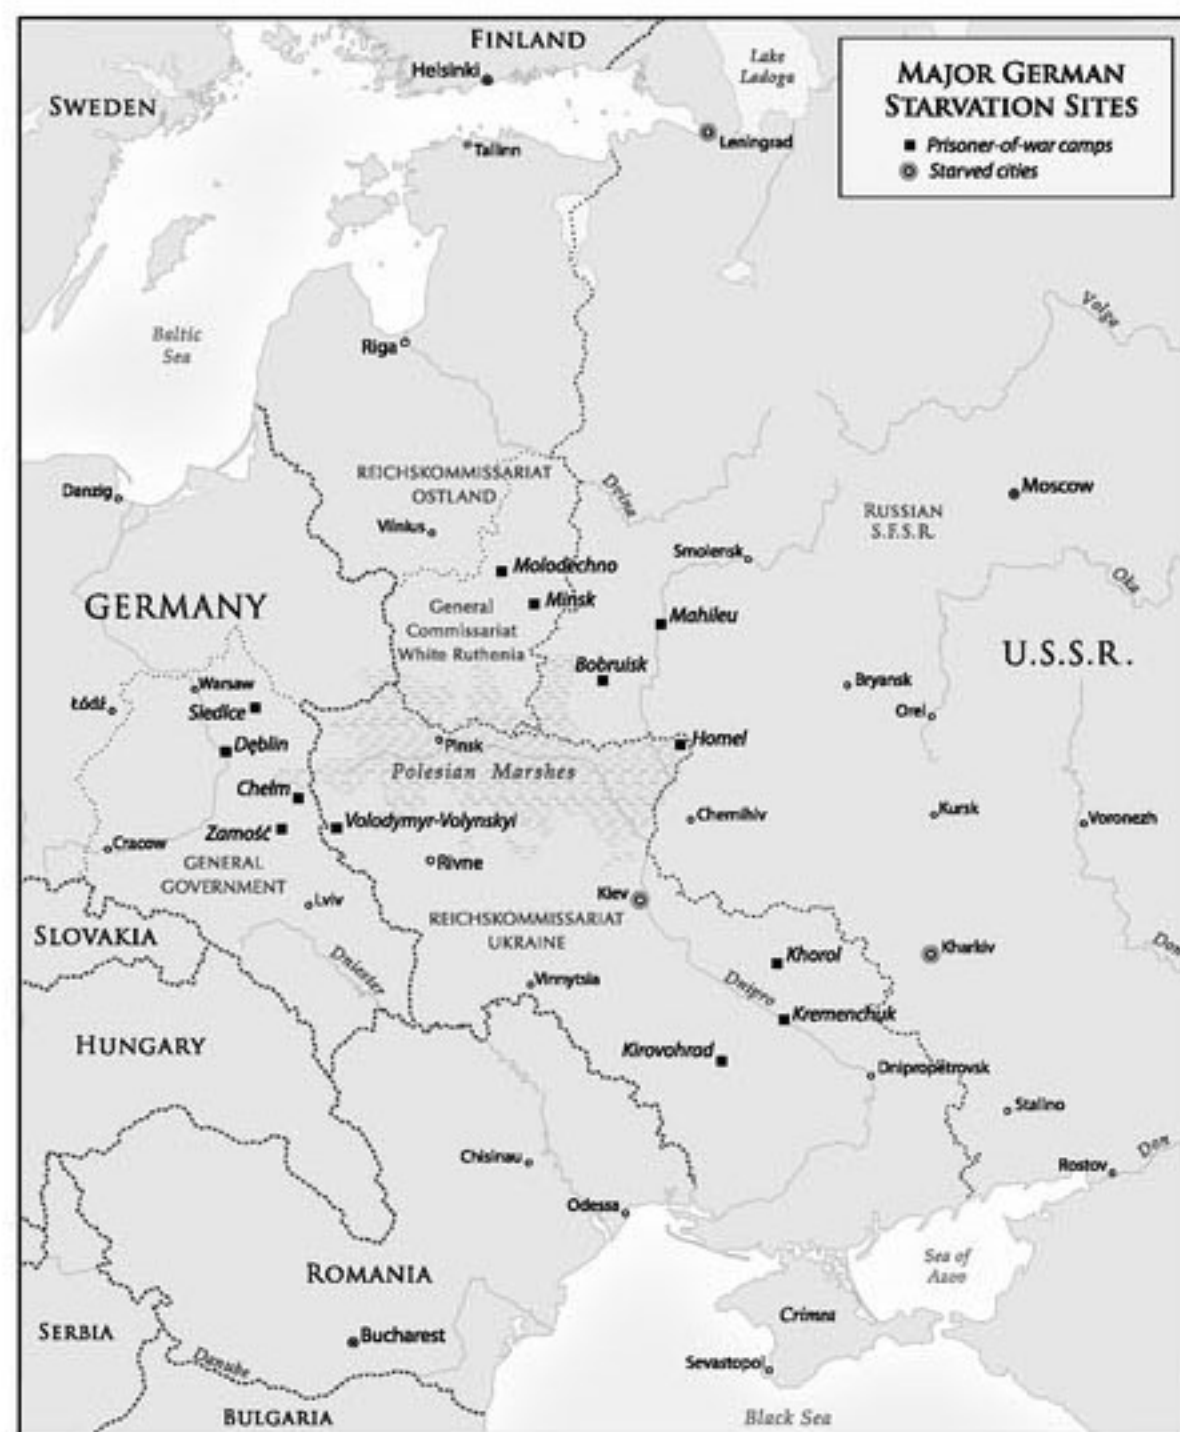 FINLAND
Helsinki
Lake
Ladoga
MAJOR GERMAN
STARVATION SITES
Prisoner-of-war camps
Starved cities
SWEDEN
Tallinn
Leningrad
Baltic
Sea
Riga
Volga
REICHSKOMMISSARIAT
OSTLAND
Danzig
Vilnius
Dvina
Moscow
RUSSIAN
S.F.S.R.
Smolensk
Molodechno
Oka
GERMANY
General
Commissariat
White Ruthenia
Minsk
Mahileu
U.S.S.R.
Bobruisk
Warsaw
Łódź
Siedlce
Bryansk
Orel
Dęblin
Pinsk
Homel
Polesian Marshes
Chełm
Zamość
Volodymyr-Volynskyi
Chernihiv
Kursk
Voronezh
Cracow
GENERAL
GOVERNMENT
Rivne
Lviv
Kiev
REICHSKOMMISSARIAT
UKRAINE
SLOVAKIA
Dniester
Khorol
Kharkiv
Don
Vinnytsia
Dnipro
Kremenchuk
HUNGARY
Kirovohrad
Dnipropetrovsk
Stalino
Chisinau
Rostov
Don
Odessa
ROMANIA
Sea of
Azov
Crimea
SERBIA
Bucharest
Danube
Sevastopol
BULGARIA
Black Sea